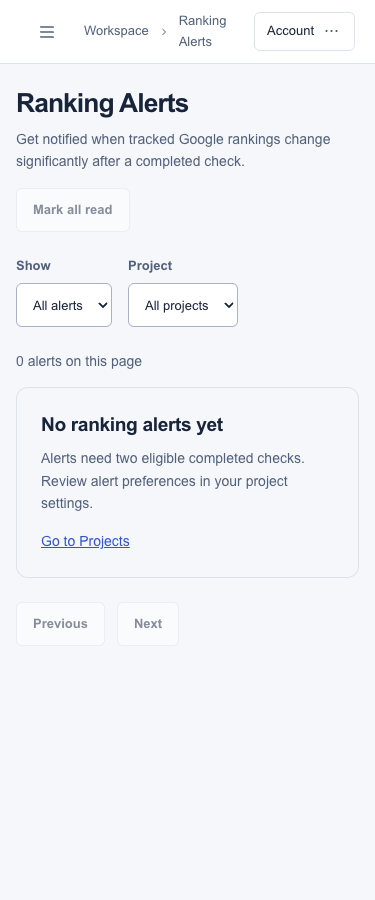 Workspace › Ranking Alerts
Account ···
Ranking Alerts
Get notified when tracked Google rankings change
significantly after a completed check.
Mark all read
Show
Project
All alerts
All projects
0 alerts on this page
No ranking alerts yet
Alerts need two eligible completed checks.
Review alert preferences in your project
settings.
Go to Projects
Previous
Next